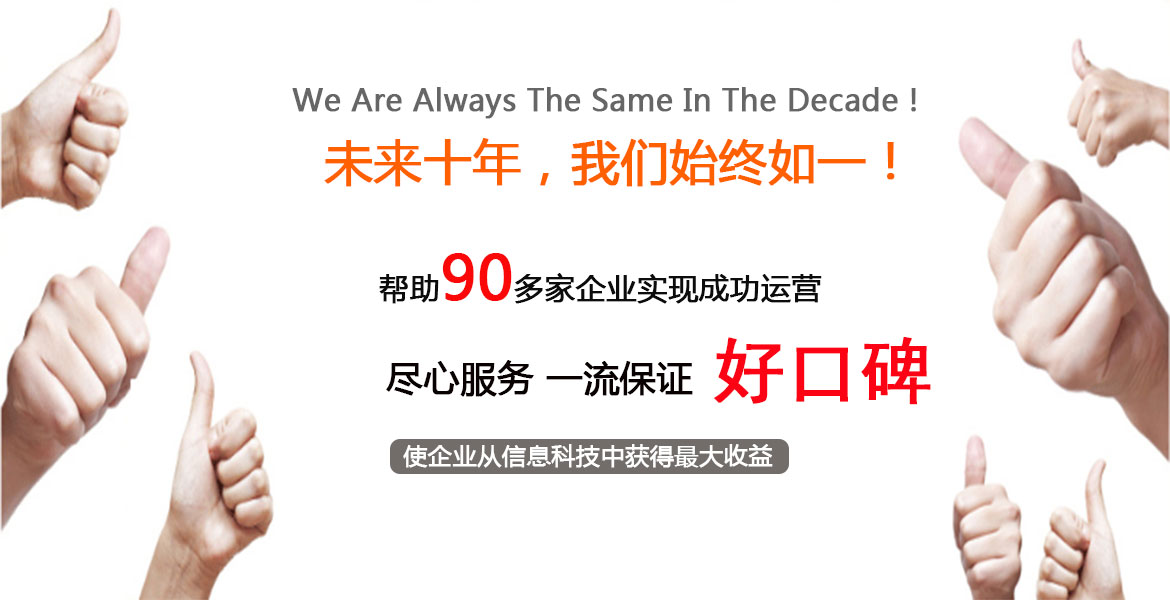 We Are Always The Same In The Decade !
未来十年，我们始终如一！
帮助90多家企业实现成功运营
尽心服务 一流保证 好口碑
使企业从信息科技中获得最大收益